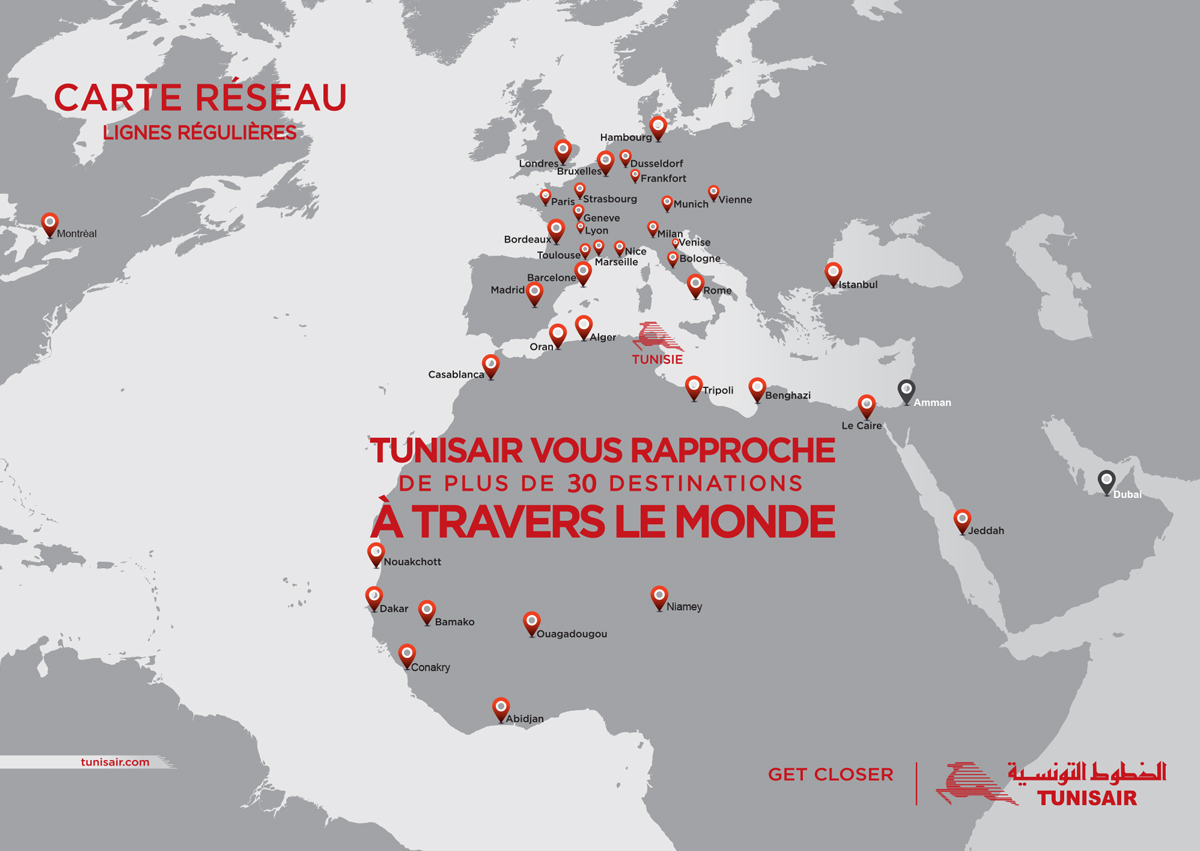 CARTE RÉSEAU
LIGNES RÉGULIÈRES
Hambourg
Londres
Bruxelles
Dusseldorf
Frankfort
Paris
Strasbourg
Munich
Vienne
Montrèal
Geneve
Lyon
Bordeaux
Milan
Venise
Toulouse
Marseille
Nice
Bologne
Barcelone
Madrid
Rome
Istanbul
Oran
Alger
TUNISIE
Casablanca
Tripoli
Benghazi
Amman
Le Caire
TUNISAIR VOUS RAPPROCHE
DE PLUS DE 30 DESTINATIONS
À TRAVERS LE MONDE
Dubai
Jeddah
Nouakchott
Dakar
Bamako
Ouagadougou
Niamey
Conakry
Abidjan
tunisair.com
GET CLOSER
الخطوط التونسية
TUNISAIR